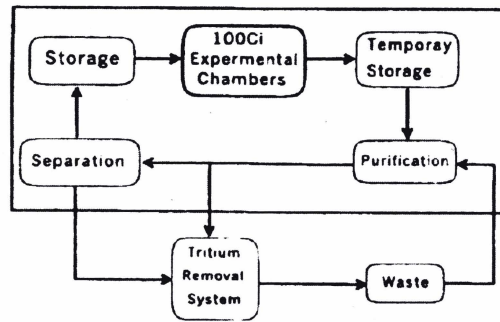 Storage
100Ci
Expermental
Chambers
Temporay
Storage
Separation
Purification
Tritium
Removal
System
Waste